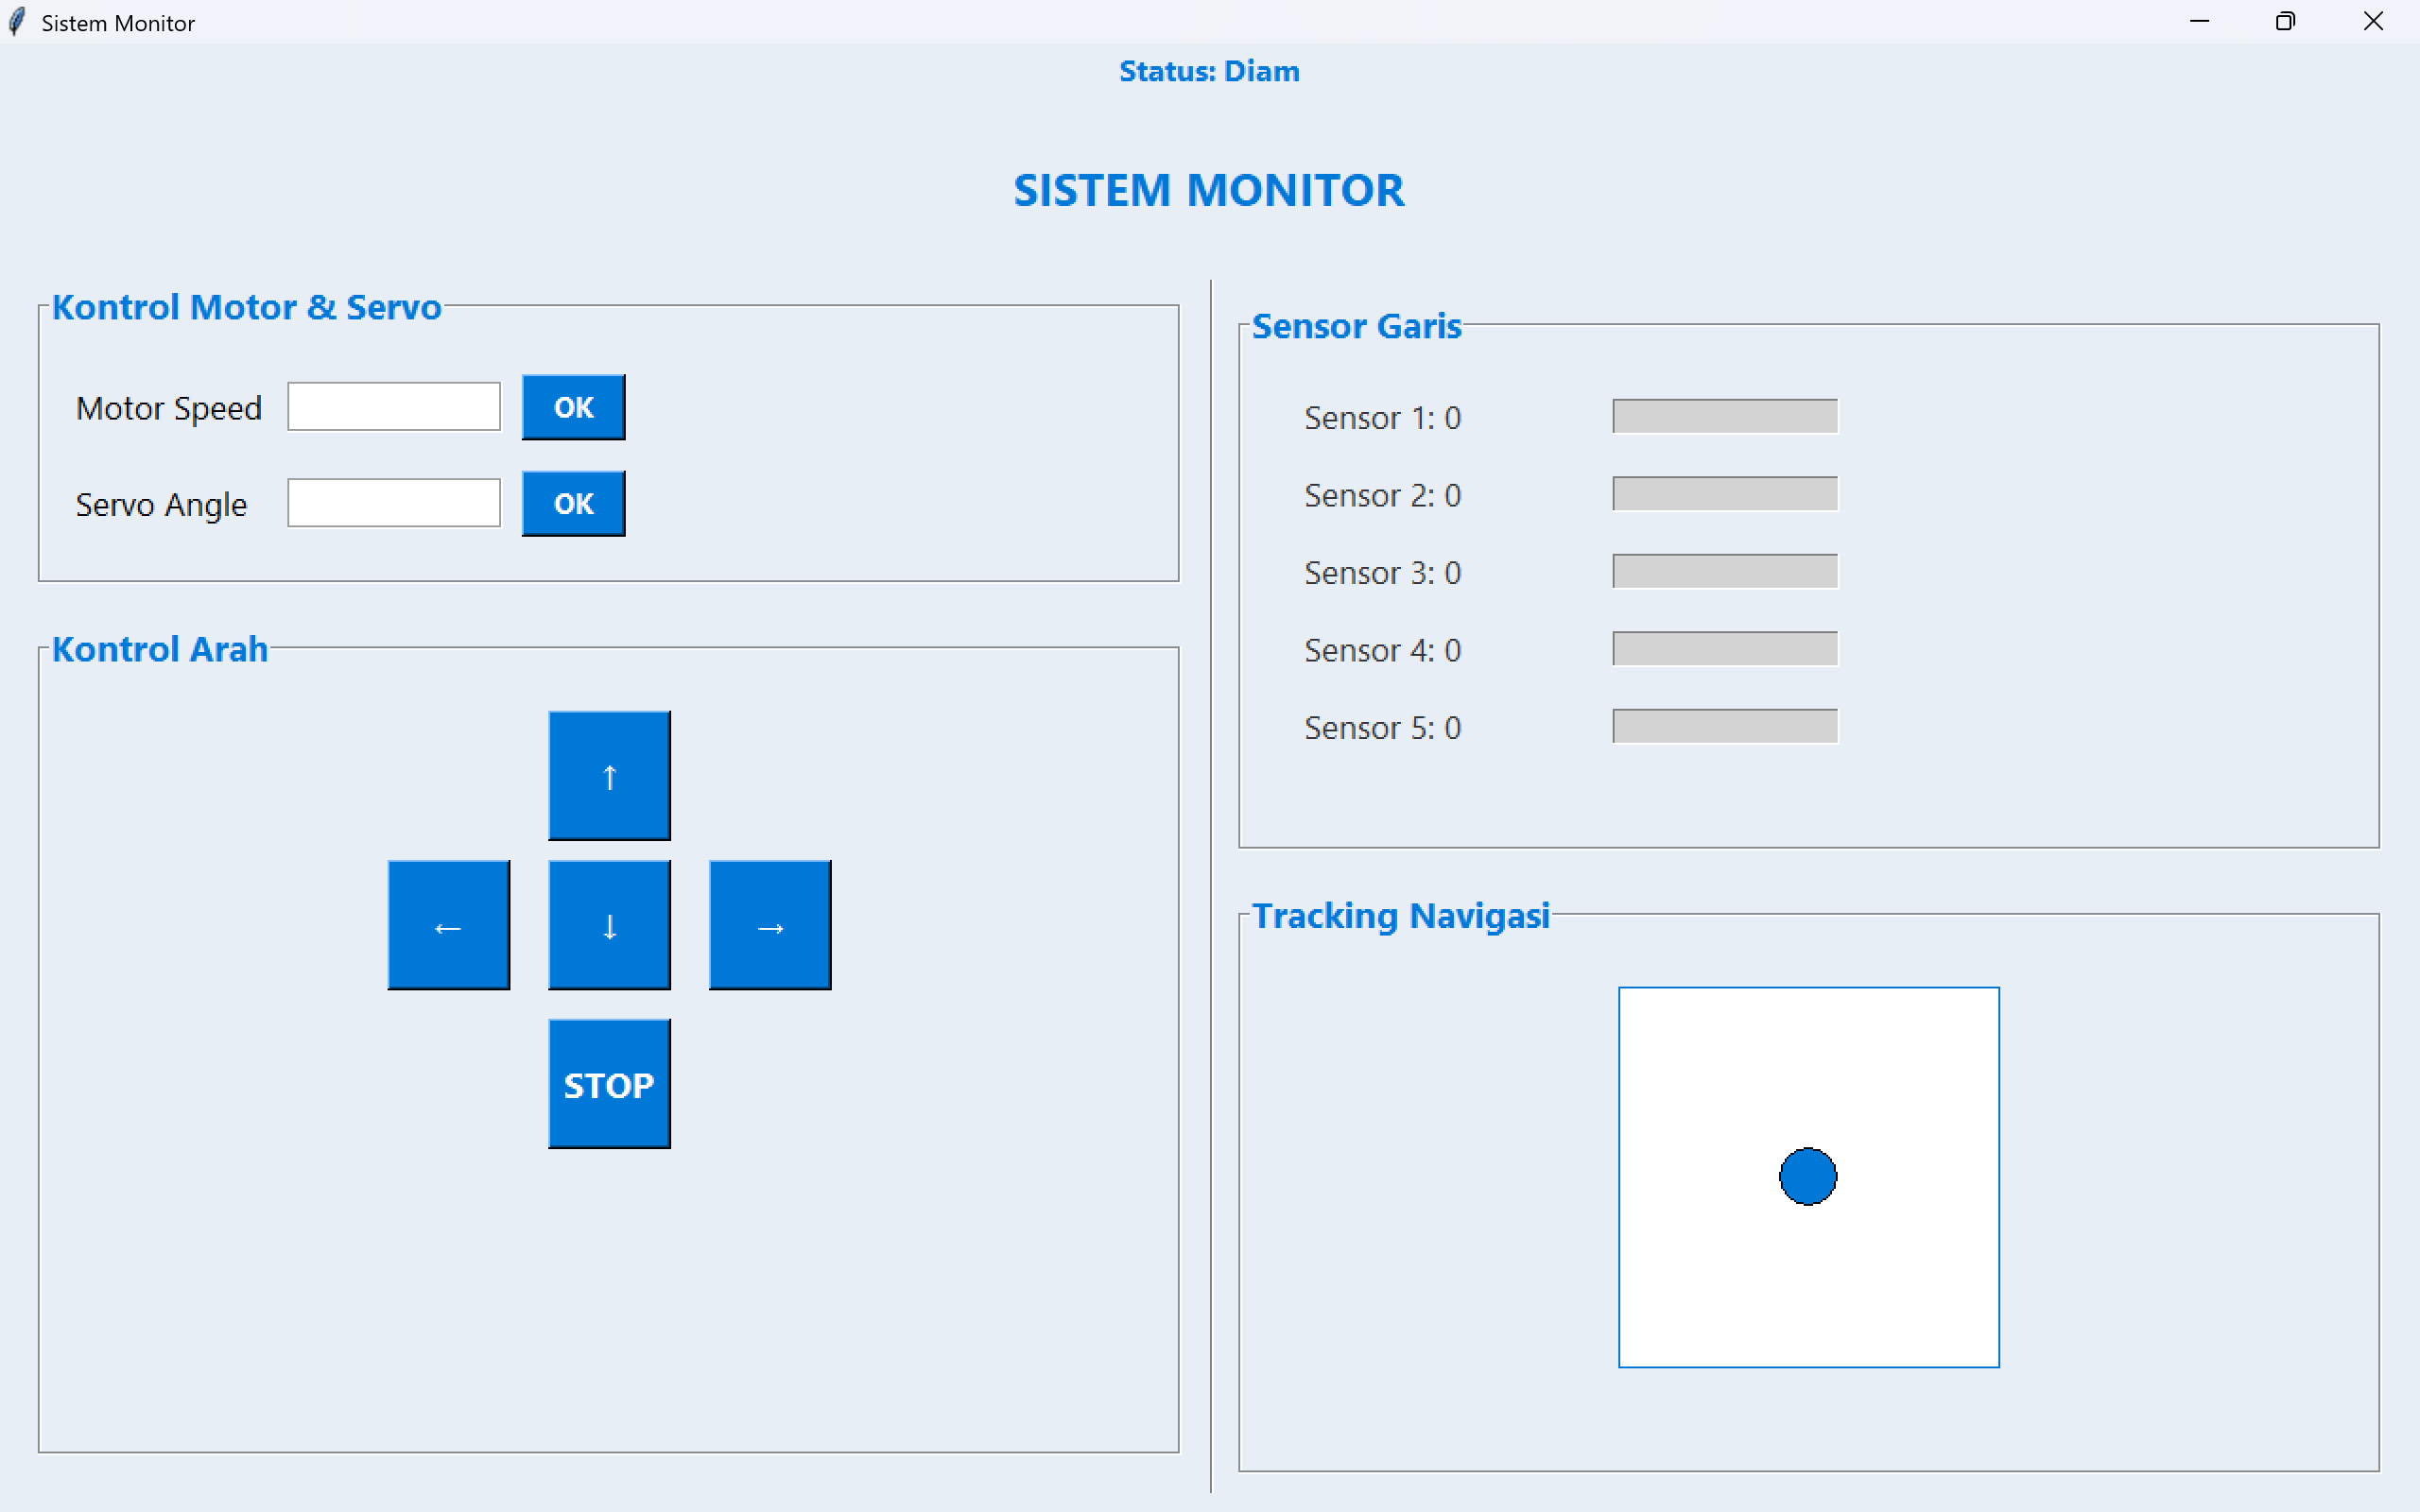 Sistem Monitor
Status: Diam
SISTEM MONITOR
Kontrol Motor & Servo
Motor Speed
OK
Servo Angle
OK
Kontrol Arah
↑
← ↓ →
STOP
Sensor Garis
Sensor 1: 0
Sensor 2: 0
Sensor 3: 0
Sensor 4: 0
Sensor 5: 0
Tracking Navigasi